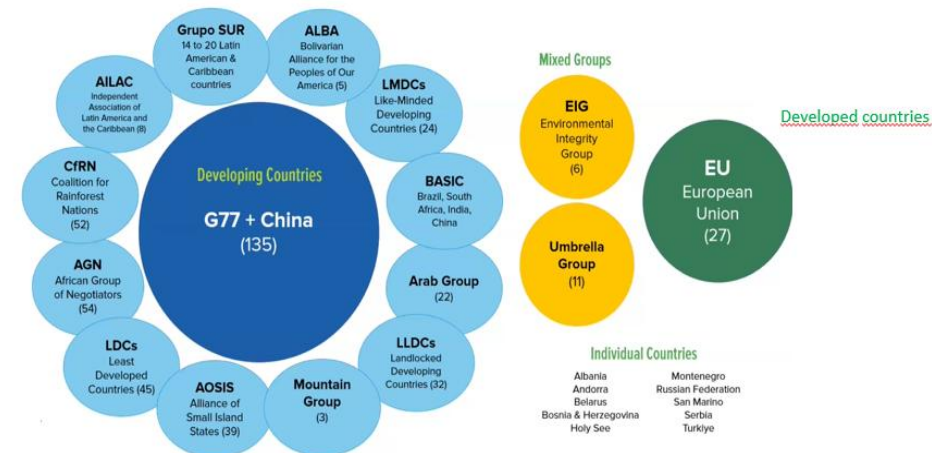 Grupo SUR
14 to 20 Latin
American &
Caribbean
countries
ALBA
Bolivarian
Alliance for the
Peoples of Our
America (5)
AILAC
Independent
Association of
Latin America and
the Caribbean (8)
LMDCs
Like-Minded
Developing
Countries (24)
CfRN
Coalition for
Rainforest
Nations
(52)
Developing Countries
G77 + China
(135)
BASIC
Brazil, South
Africa, India,
China
AGN
African Group
of Negotiators
(54)
Arab Group
(22)
LDCs
Least
Developed
Countries (45)
AOSIS
Alliance of
Small Island
States (39)
Mountain
Group
(3)
LLDCs
Landlocked
Developing
Countries (32)
Mixed Groups
EIG
Environmental
Integrity
Group
(6)
Umbrella
Group
(11)
Developed countries
EU
European
Union
(27)
Individual Countries
Albania
Andorra
Belarus
Bosnia & Herzegovina
Holy See
Montenegro
Russian Federation
San Marino
Serbia
Turkiye